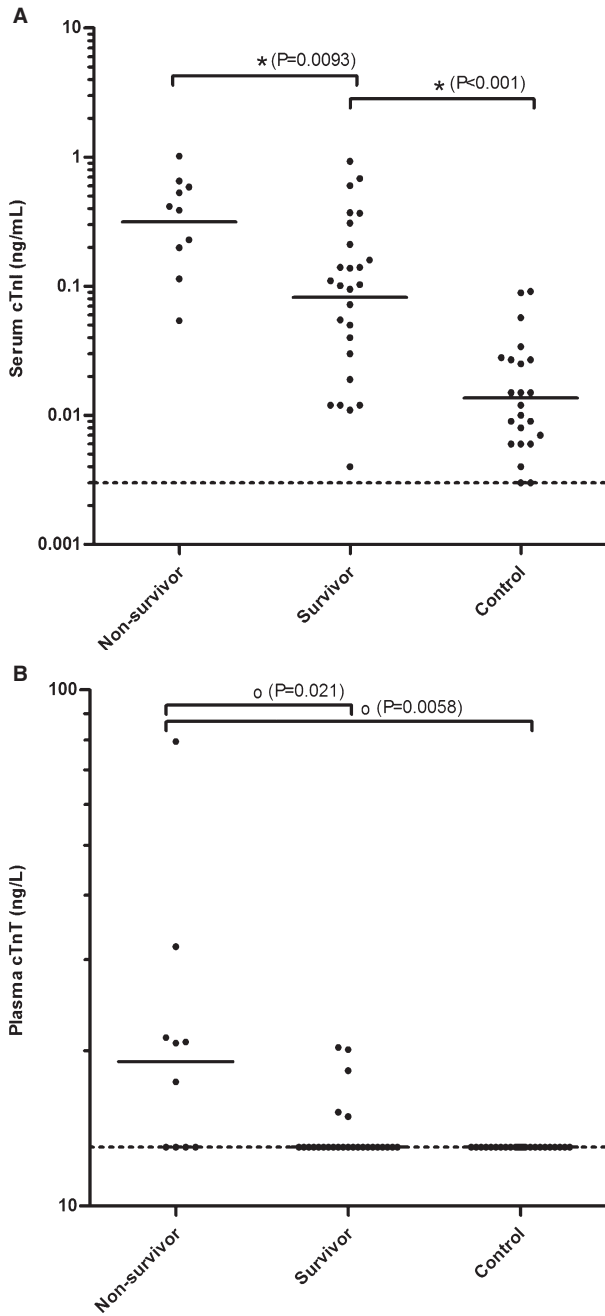 A
10
* (P=0.0093)
* (P<0.001)
1
0.1
0.01
0.001
Serum cTnI (ng/mL)
Non-survivor
Survivor
Control
B
100
o (P=0.021)
o (P=0.0058)
10
Plasma cTnT (ng/L)
Non-survivor
Survivor
Control